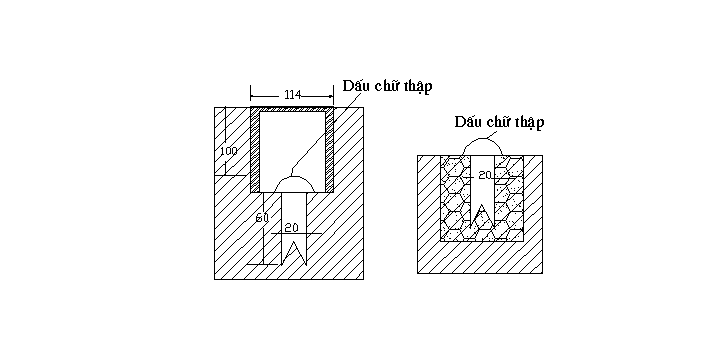 Dấu chữ thập
114
Dấu chữ thập
100
20
60
20